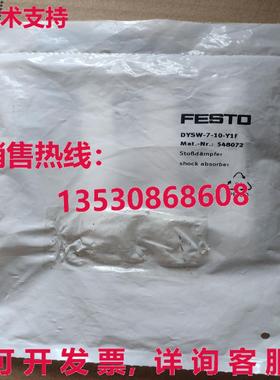 术支持
FESTO
DYSW-7-10-Y1F
Mat.-Nr.: 548072
Stoßdämpfer
shock absorber
销售热线：
13530868608
可开发票，详询客服